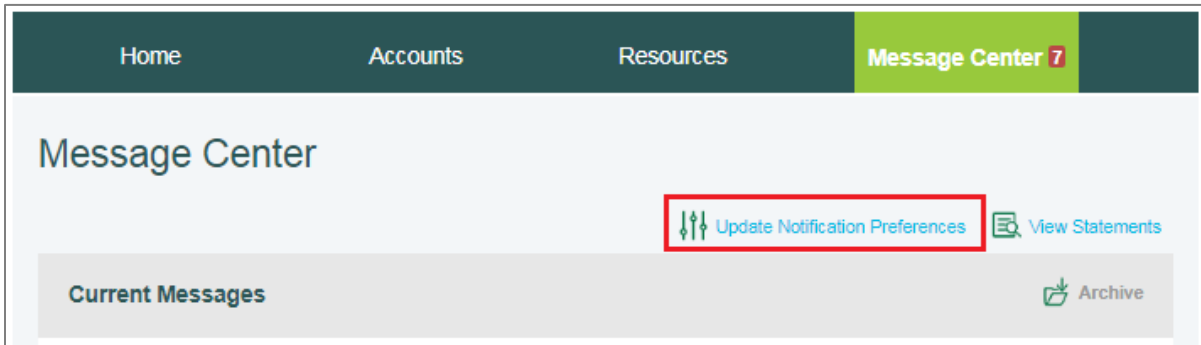 Home Accounts Resources Message Center 7
Message Center
Update Notification Preferences View Statements
Current Messages Archive